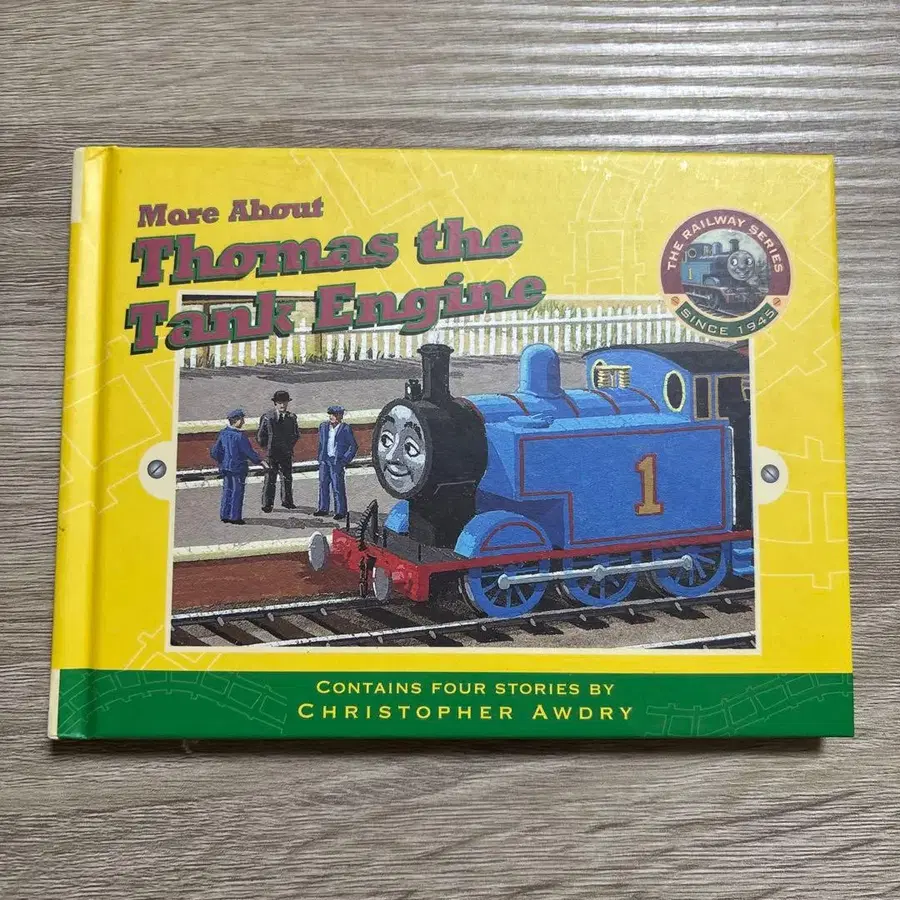 More About
Thomas the
Tank Engine
THE RAILWAY SERIES
SINCE 1945
1
CONTAINS FOUR STORIES BY
CHRISTOPHER AWDRY